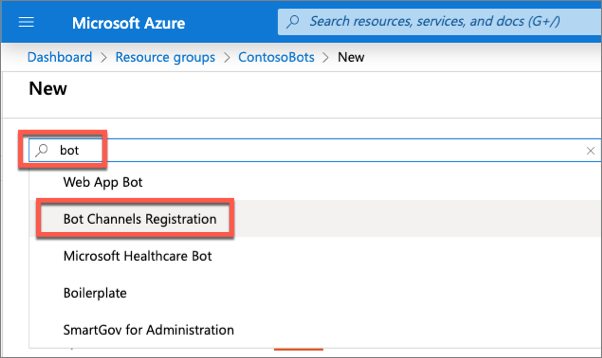 Microsoft Azure
Search resources, services, and docs (G+/)
Dashboard > Resource groups > ContosoBots > New
New
bot
Web App Bot
Bot Channels Registration
Microsoft Healthcare Bot
Boilerplate
SmartGov for Administration